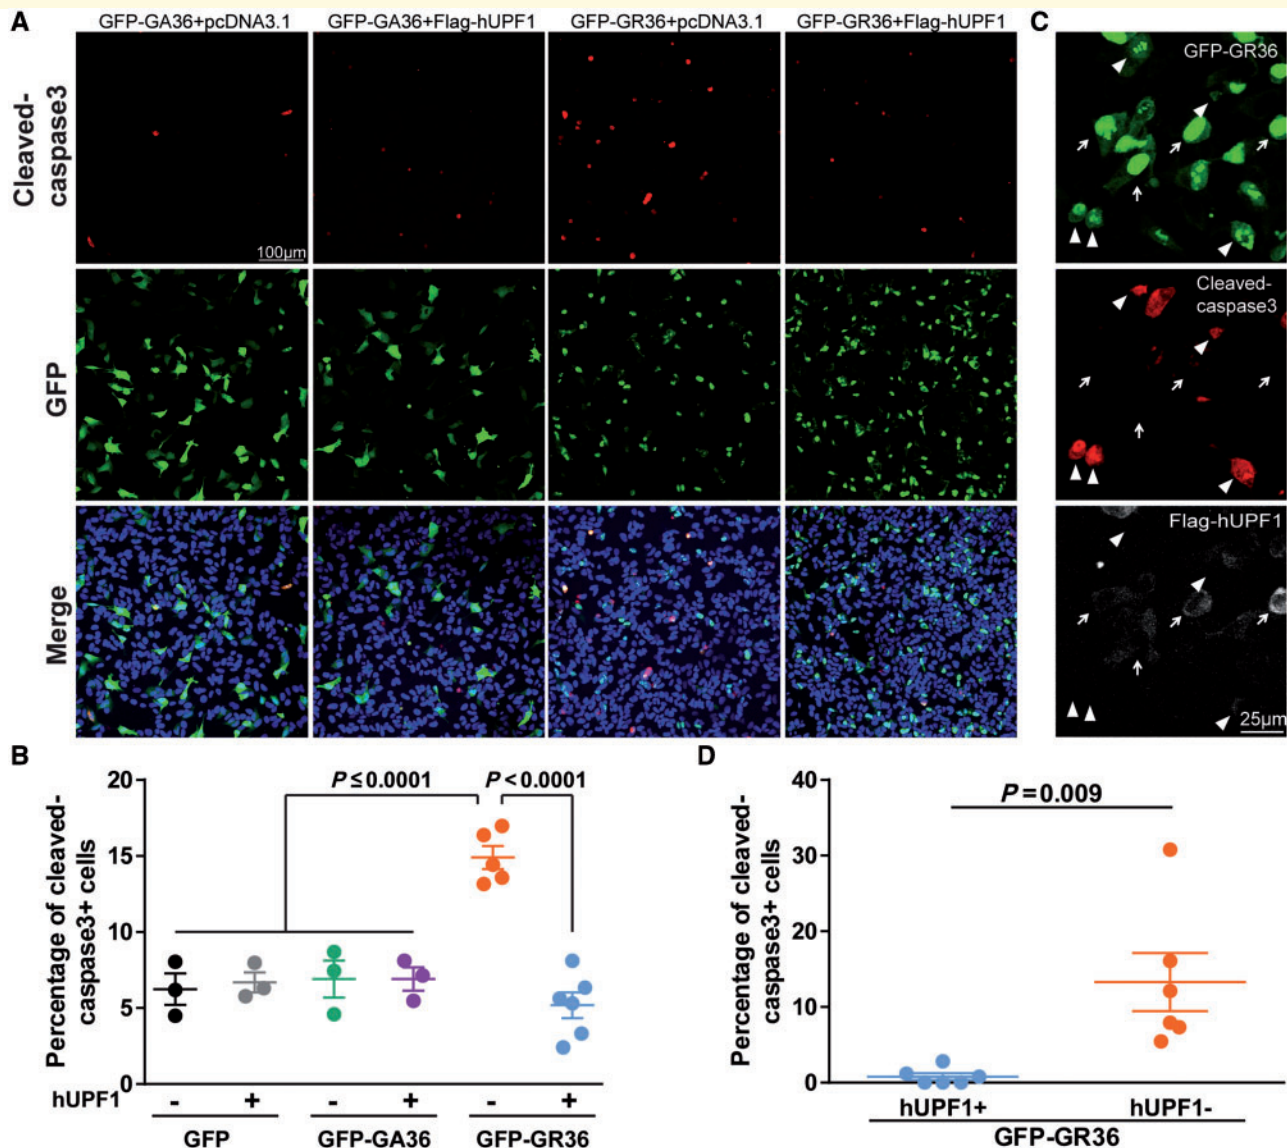 A
GFP-GA36+pcDNA3.1
GFP-GA36+Flag-hUPF1
GFP-GR36+pcDNA3.1
GFP-GR36+Flag-hUPF1
Cleaved-
caspase3
100μm
GFP
Merge
C
GFP-GR36
Cleaved-
caspase3
Flag-hUPF1
25μm
B
Percentage of cleaved-
caspase3+ cells
20
15
10
5
0
P≤0.0001
P<0.0001
hUPF1
- + - + - +
GFP GFP-GA36 GFP-GR36
D
Percentage of cleaved-
caspase3+ cells
40
30
20
10
0
P=0.009
hUPF1+ hUPF1-
GFP-GR36